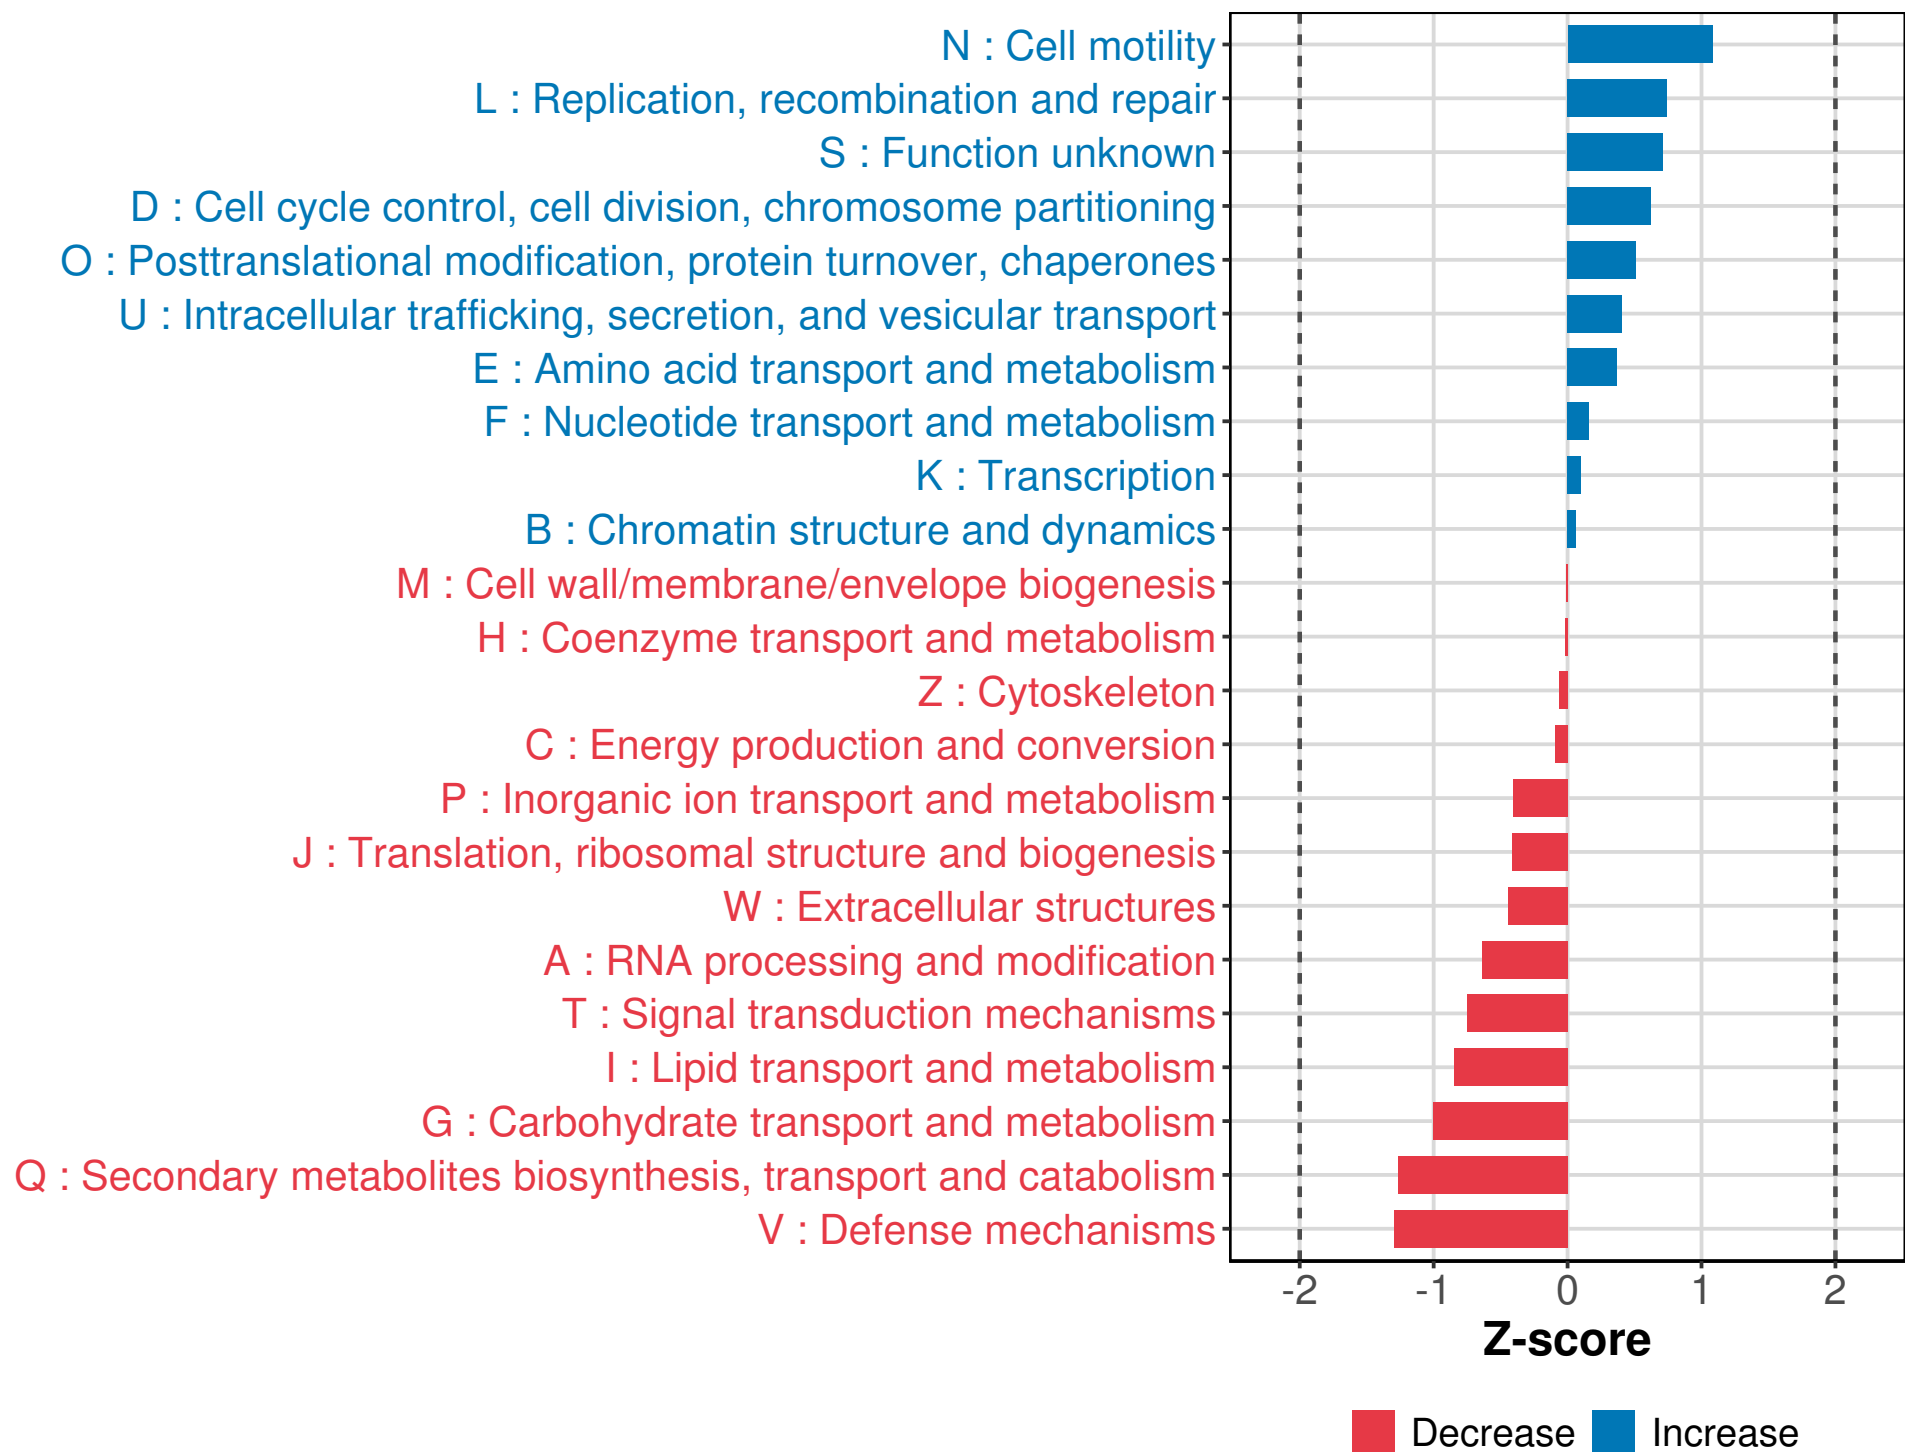 N : Cell motility
L : Replication, recombination and repair
S : Function unknown
D : Cell cycle control, cell division, chromosome partitioning
O : Posttranslational modification, protein turnover, chaperones
U : Intracellular trafficking, secretion, and vesicular transport
E : Amino acid transport and metabolism
F : Nucleotide transport and metabolism
K : Transcription
B : Chromatin structure and dynamics
M : Cell wall/membrane/envelope biogenesis
H : Coenzyme transport and metabolism
Z : Cytoskeleton
C : Energy production and conversion
P : Inorganic ion transport and metabolism
J : Translation, ribosomal structure and biogenesis
W : Extracellular structures
A : RNA processing and modification
T : Signal transduction mechanisms
I : Lipid transport and metabolism
G : Carbohydrate transport and metabolism
Q : Secondary metabolites biosynthesis, transport and catabolism
V : Defense mechanisms
-2 -1 0 1 2
Z-score
Decrease Increase